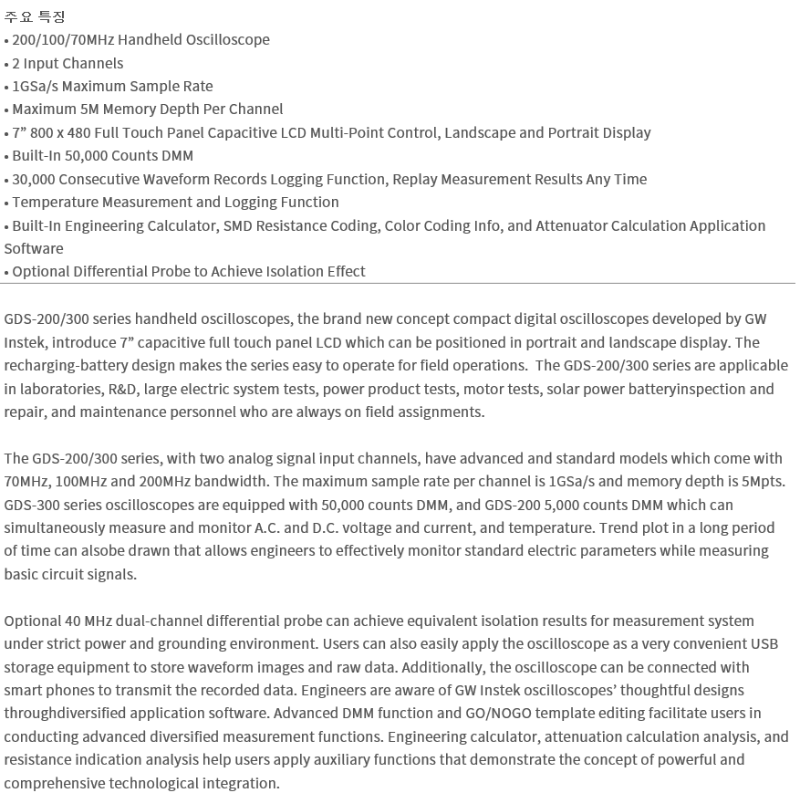 주요 특징
• 200/100/70MHz Handheld Oscilloscope
• 2 Input Channels
• 1GSa/s Maximum Sample Rate
• Maximum 5M Memory Depth Per Channel
• 7” 800 x 480 Full Touch Panel Capacitive LCD Multi-Point Control, Landscape and Portrait Display
• Built-In 50,000 Counts DMM
• 30,000 Consecutive Waveform Records Logging Function, Replay Measurement Results Any Time
• Temperature Measurement and Logging Function
• Built-In Engineering Calculator, SMD Resistance Coding, Color Coding Info, and Attenuator Calculation Application
Software
• Optional Differential Probe to Achieve Isolation Effect
GDS-200/300 series handheld oscilloscopes, the brand new concept compact digital oscilloscopes developed by GW
Instek, introduce 7” capacitive full touch panel LCD which can be positioned in portrait and landscape display. The
recharging-battery design makes the series easy to operate for field operations.  The GDS-200/300 series are applicable
in laboratories, R&D, large electric system tests, power product tests, motor tests, solar power batteryinspection and
repair, and maintenance personnel who are always on field assignments.
The GDS-200/300 series, with two analog signal input channels, have advanced and standard models which come with
70MHz, 100MHz and 200MHz bandwidth. The maximum sample rate per channel is 1GSa/s and memory depth is 5Mpts.
GDS-300 series oscilloscopes are equipped with 50,000 counts DMM, and GDS-200 5,000 counts DMM which can
simultaneously measure and monitor A.C. and D.C. voltage and current, and temperature. Trend plot in a long period
of time can alsobe drawn that allows engineers to effectively monitor standard electric parameters while measuring
basic circuit signals.
Optional 40 MHz dual-channel differential probe can achieve equivalent isolation results for measurement system
under strict power and grounding environment. Users can also easily apply the oscilloscope as a very convenient USB
storage equipment to store waveform images and raw data. Additionally, the oscilloscope can be connected with
smart phones to transmit the recorded data. Engineers are aware of GW Instek oscilloscopes’ thoughtful designs
throughdiversified application software. Advanced DMM function and GO/NOGO template editing facilitate users in
conducting advanced diversified measurement functions. Engineering calculator, attenuation calculation analysis, and
resistance indication analysis help users apply auxiliary functions that demonstrate the concept of powerful and
comprehensive technological integration.